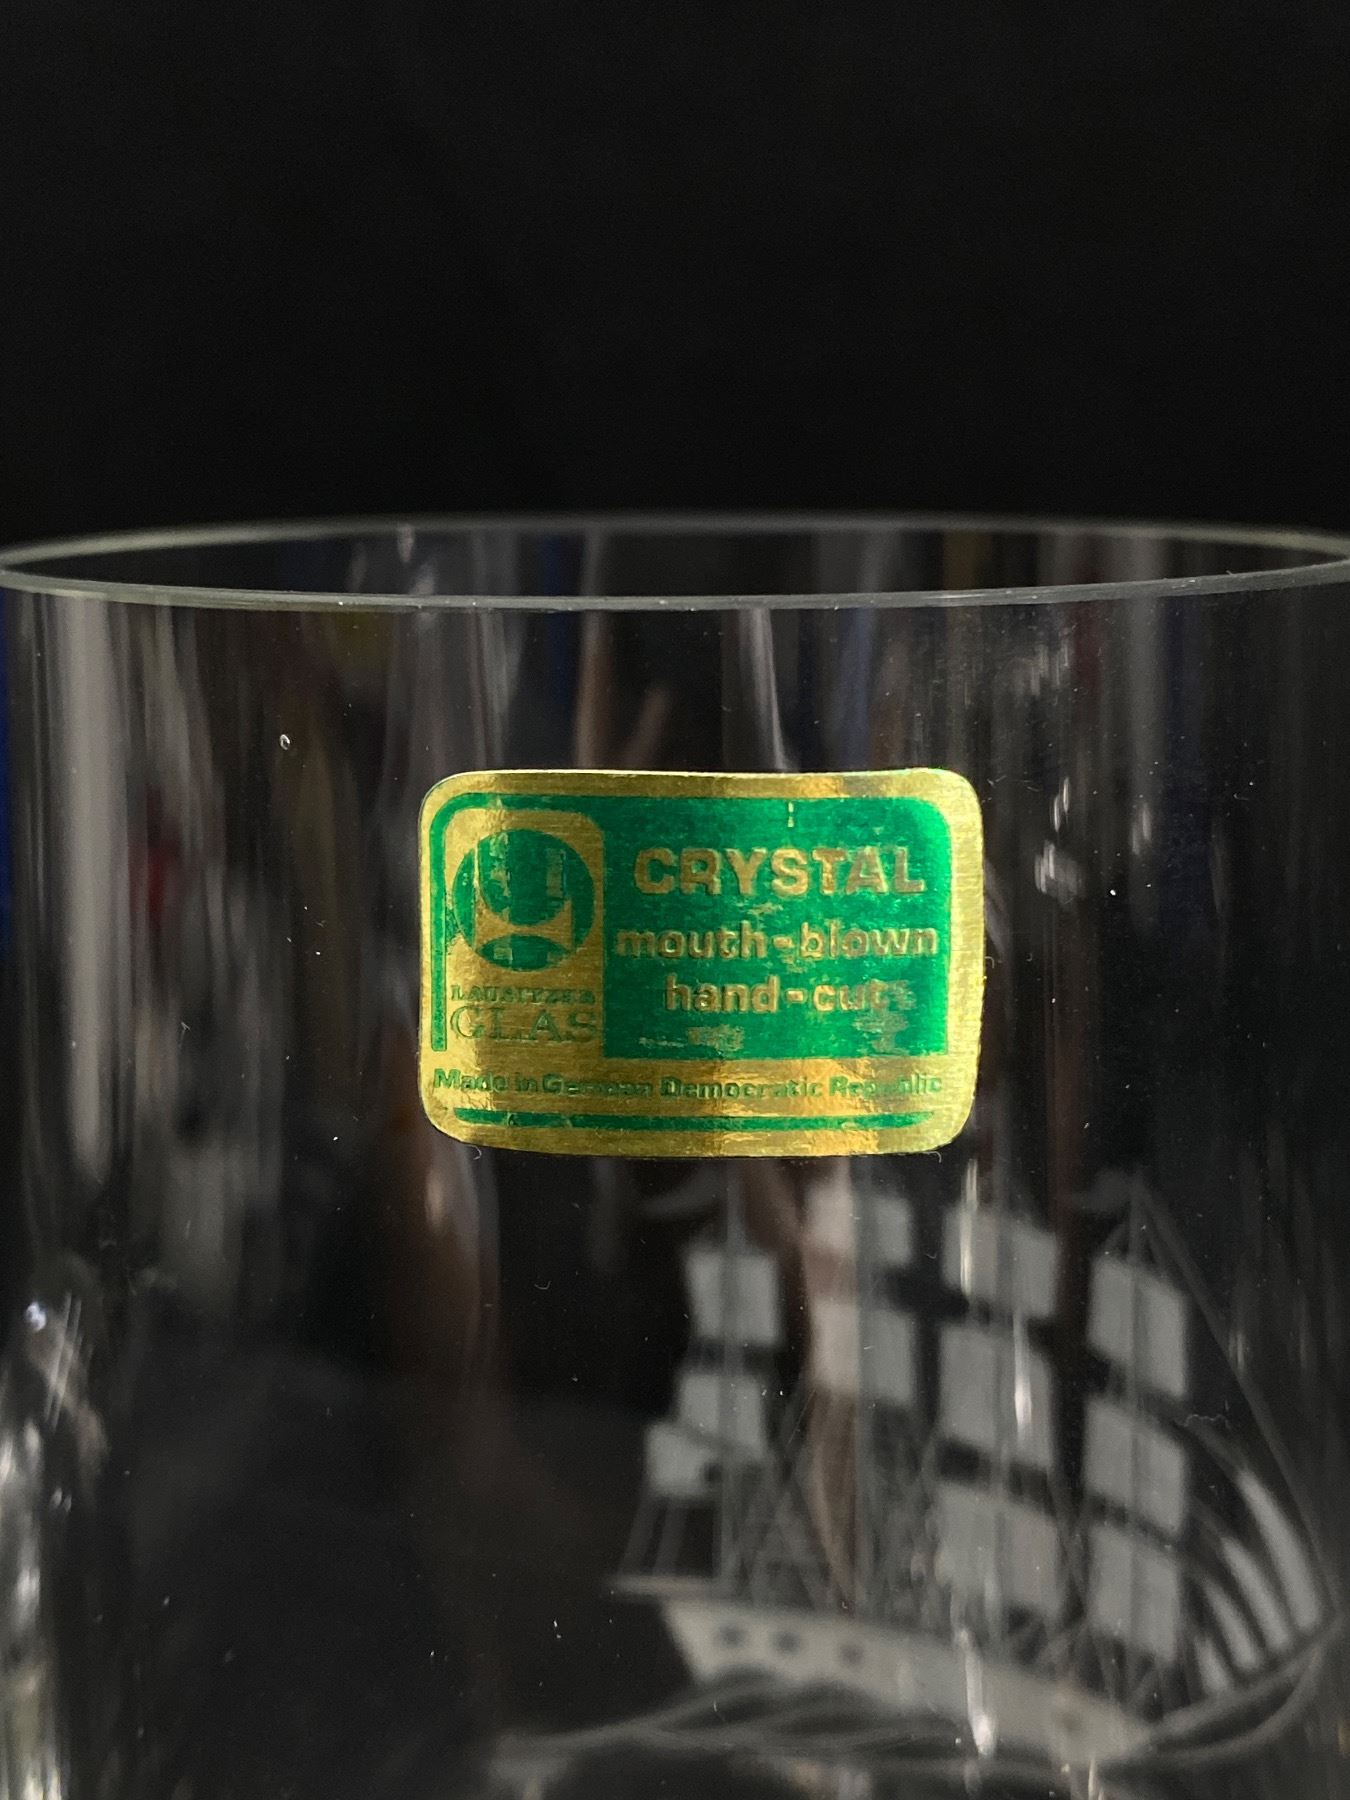 CRYSTAL
mouth-blown
hand-cut
LAUSITZER
GLAS
Made in German Democratic Republic